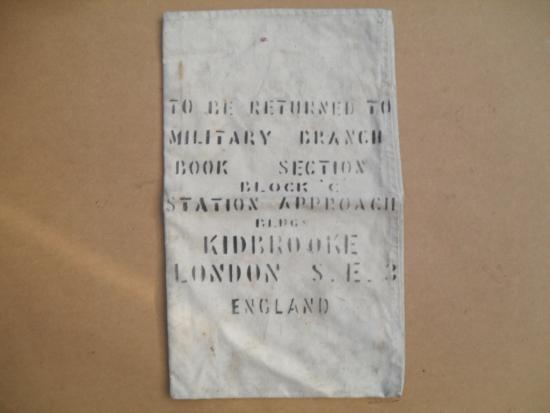 TO BE RETURNED TO
MILITARY BRANCH
BOOK SECTION
BLOCK 'C'
STATION APPROACH
BLDGS
KIDBROOKE
LONDON S.E.3
ENGLAND